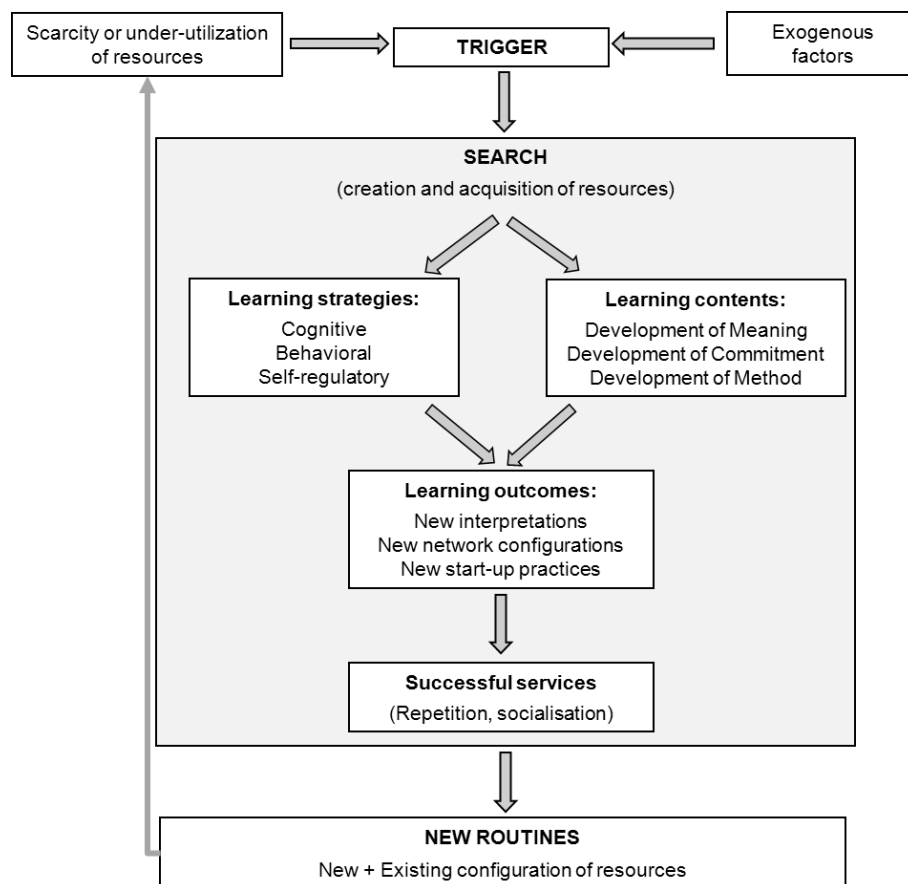 Scarcity or under-utilization
of resources
TRIGGER
Exogenous
factors
SEARCH
(creation and acquisition of resources)
Learning strategies:
Cognitive
Behavioral
Self-regulatory
Learning contents:
Development of Meaning
Development of Commitment
Development of Method
Learning outcomes:
New interpretations
New network configurations
New start-up practices
Successful services
(Repetition, socialisation)
NEW ROUTINES
New + Existing configuration of resources